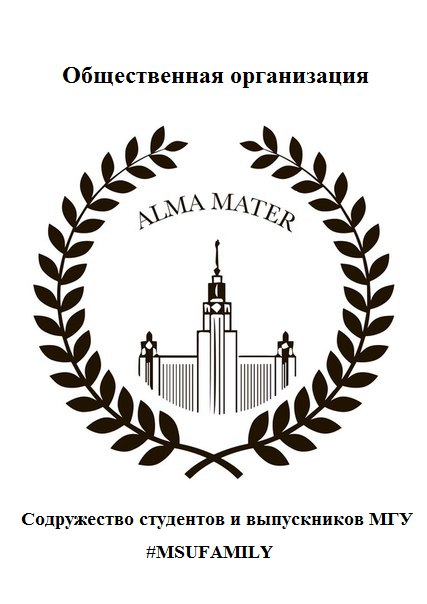 Общественная организация
ALMA MATER
Содружество студентов и выпускников МГУ
#MSUFAMILY